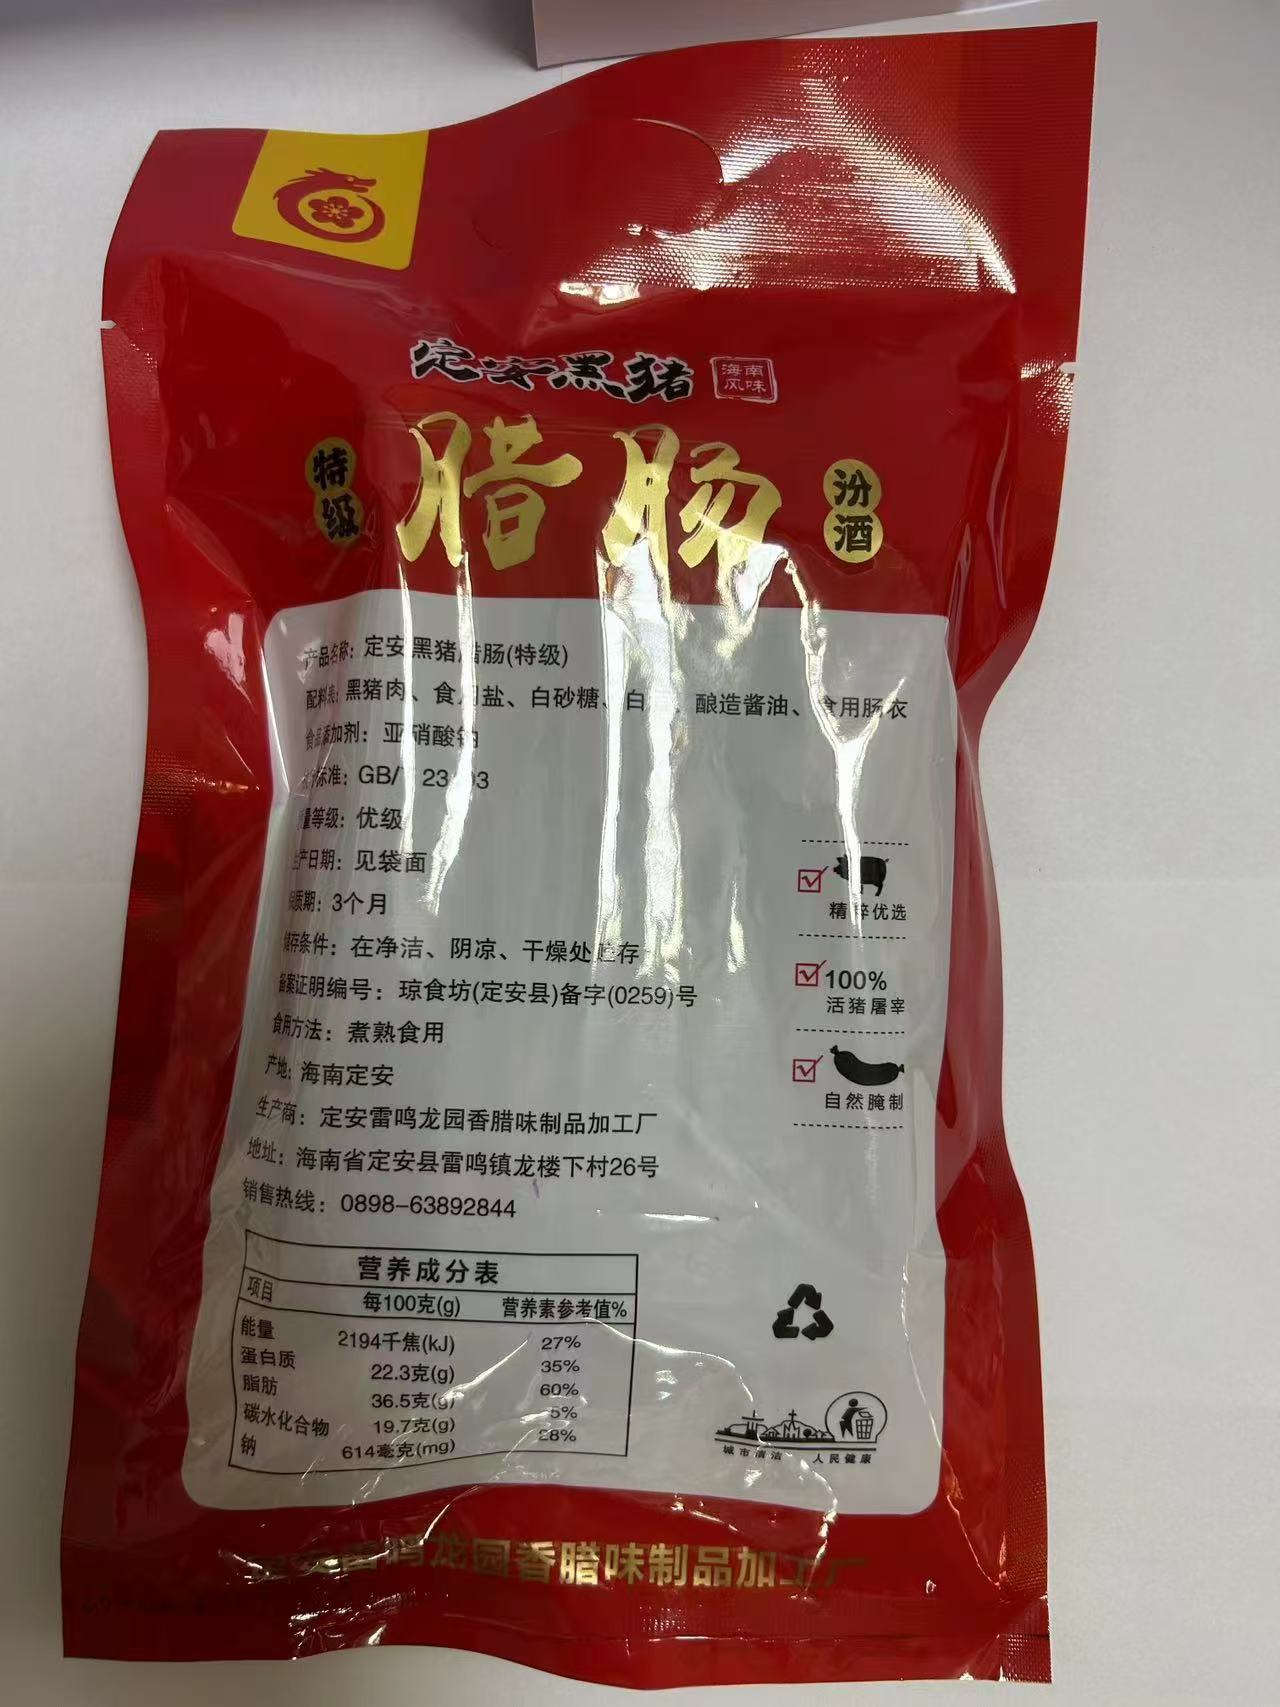 定安黑猪
海南
风味
特级
腊肠
汾酒
产品名称：定安黑猪腊肠(特级)
配料表：黑猪肉、食用盐、白砂糖、白、酿造酱油、食用肠衣
食品添加剂：亚硝酸钠
标准：GB/T 23
质量等级：优级
生产日期：见袋面
保质期：3个月
储存条件：在净洁、阴凉、干燥处贮存
备案证明编号：琼食坊(定安县)备字(0259)号
食用方法：煮熟食用
产地：海南定安
生产商：定安雷鸣龙园香腊味制品加工厂
地址：海南省定安县雷鸣镇龙楼下村26号
销售热线：0898-63892844
精粹优选
100%
活猪屠宰
自然腌制
营养成分表
项目 每100克(g) 营养素参考值%
能量 2194千焦(kJ) 27%
蛋白质 22.3克(g) 35%
脂肪 36.5克(g) 60%
碳水化合物 19.7克(g) 5%
钠 614毫克(mg) 28%
城市清洁 人民健康
定安雷鸣龙园香腊味制品加工厂